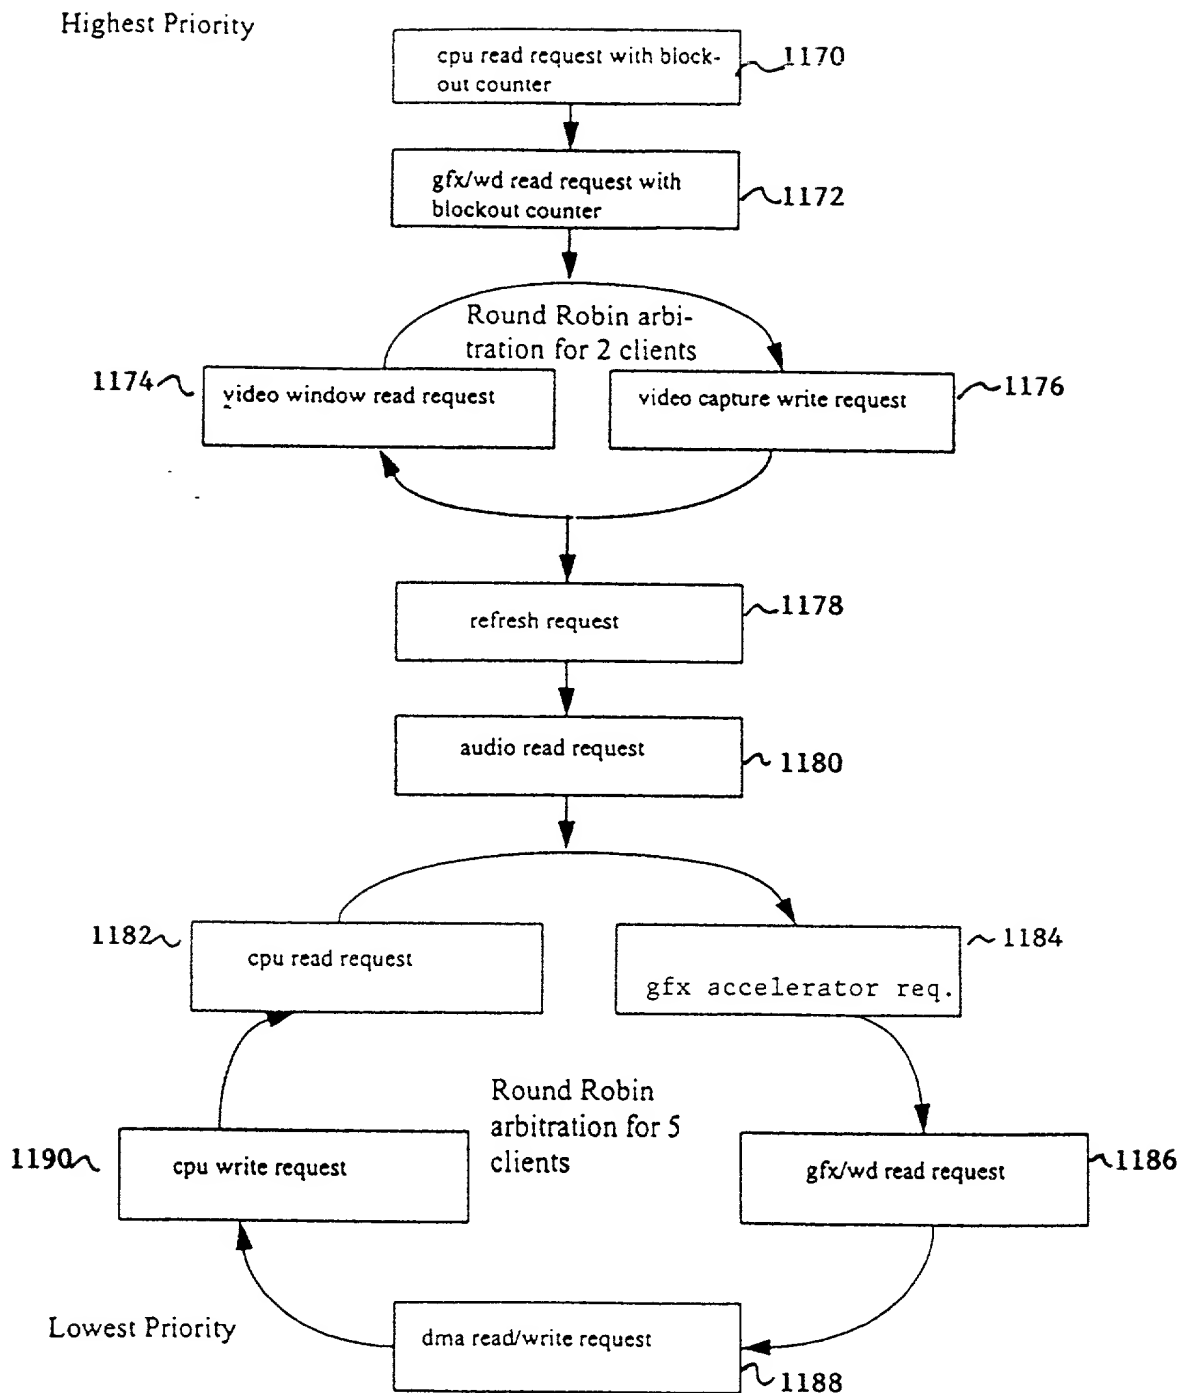 Highest Priority
cpu read request with block-
out counter
1170
gfx/wd read request with
blockout counter
1172
Round Robin arbi-
tration for 2 clients
1174
video window read request
video capture write request
1176
refresh request
1178
audio read request
1180
1182
cpu read request
gfx accelerator req.
1184
Round Robin
arbitration for 5
clients
1190
cpu write request
gfx/wd read request
1186
Lowest Priority
dma read/write request
1188